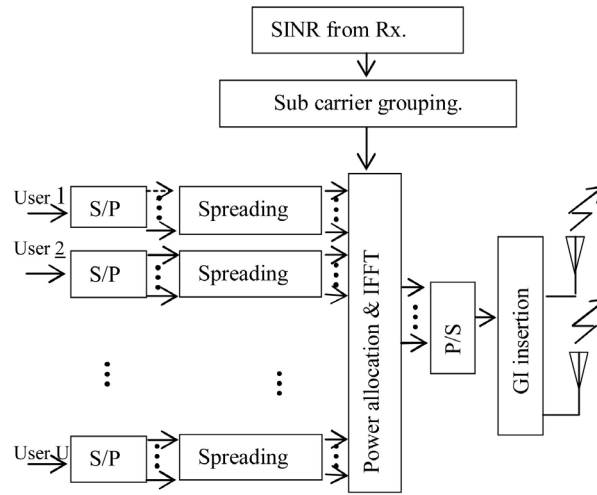 SINR from Rx.
Sub carrier grouping.
User 1
S/P
Spreading
User 2
S/P
Spreading
User U
S/P
Spreading
Power allocation & IFFT
P/S
GI insertion